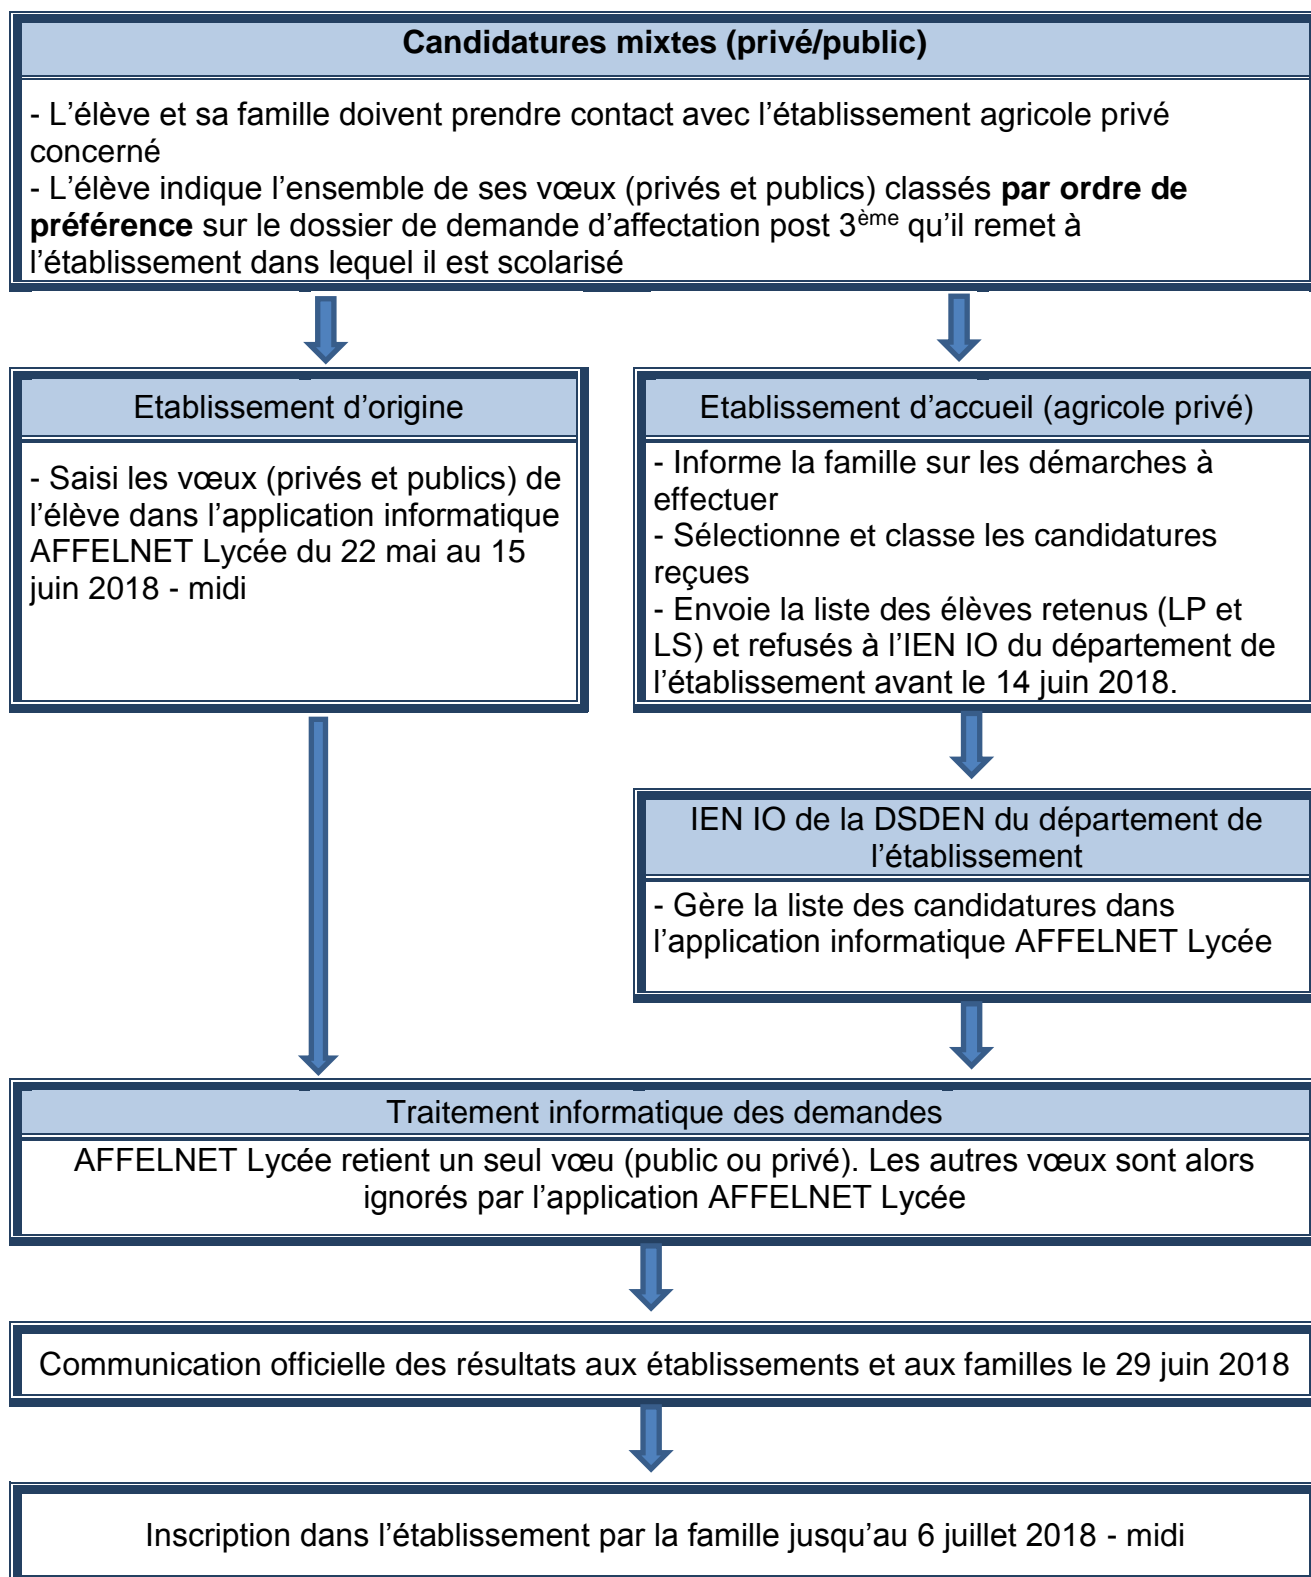 Candidatures mixtes (privé/public)
- L’élève et sa famille doivent prendre contact avec l’établissement agricole privé
concerné
- L’élève indique l’ensemble de ses vœux (privés et publics) classés par ordre de
préférence sur le dossier de demande d’affectation post 3ème qu’il remet à
l’établissement dans lequel il est scolarisé
Etablissement d’origine
- Saisi les vœux (privés et publics) de
l’élève dans l’application informatique
AFFELNET Lycée du 22 mai au 15
juin 2018 - midi
Etablissement d’accueil (agricole privé)
- Informe la famille sur les démarches à
effectuer
- Sélectionne et classe les candidatures
reçues
- Envoie la liste des élèves retenus (LP et
LS) et refusés à l’IEN IO du département de
l’établissement avant le 14 juin 2018.
IEN IO de la DSDEN du département de
l’établissement
- Gère la liste des candidatures dans
l’application informatique AFFELNET Lycée
Traitement informatique des demandes
AFFELNET Lycée retient un seul vœu (public ou privé). Les autres vœux sont alors
ignorés par l’application AFFELNET Lycée
Communication officielle des résultats aux établissements et aux familles le 29 juin 2018
Inscription dans l’établissement par la famille jusqu’au 6 juillet 2018 - midi